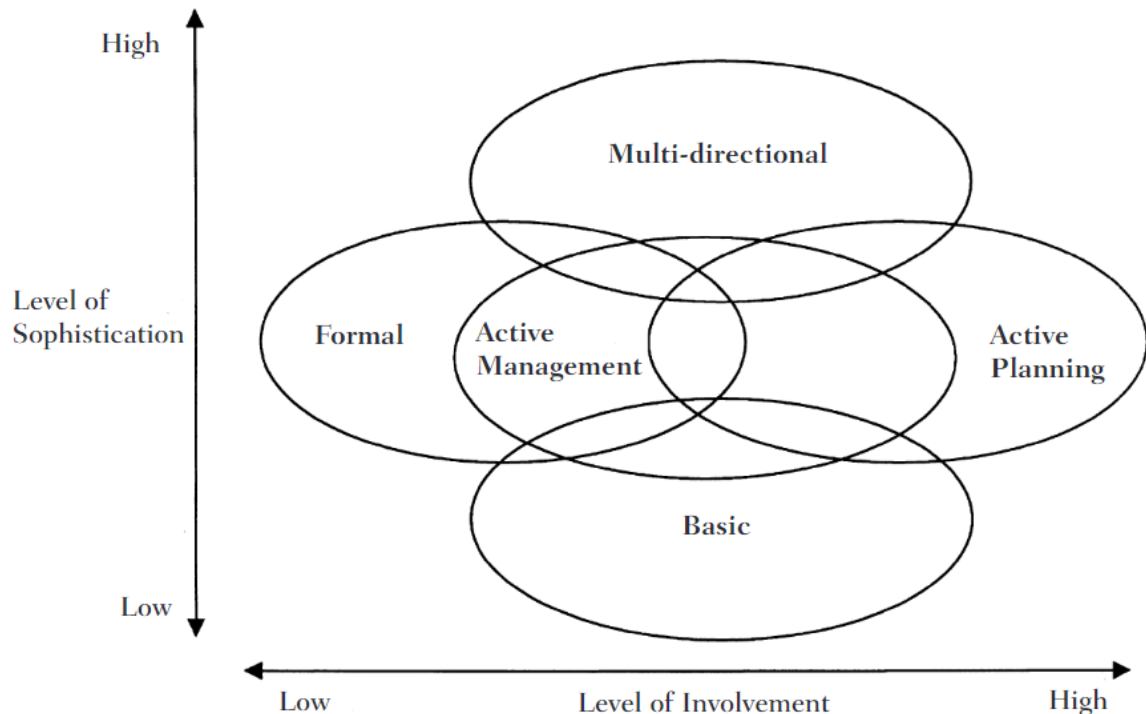 High
Multi-directional
Level of
Sophistication
Formal
Active
Management
Active
Planning
Basic
Low
Low
Level of Involvement
High